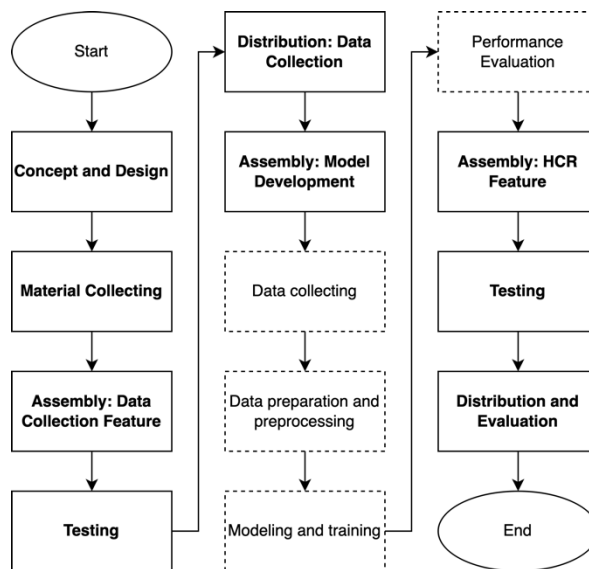 Start
Concept and Design
Material Collecting
Assembly: Data
Collection Feature
Testing
Distribution: Data
Collection
Assembly: Model
Development
Data collecting
Data preparation and
preprocessing
Modeling and training
Performance
Evaluation
Assembly: HCR
Feature
Testing
Distribution and
Evaluation
End